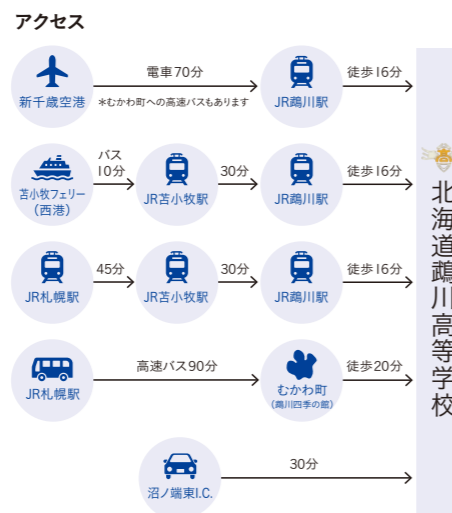 アクセス
電車70分
徒歩16分
新千歳空港
*むかわ町への高速バスもあります
JR鵡川駅
バス
10分
30分
徒歩16分
苫小牧フェリー
(西港)
JR苫小牧駅
JR鵡川駅
45分
30分
徒歩16分
JR札幌駅
JR苫小牧駅
JR鵡川駅
高速バス90分
徒歩20分
JR札幌駅
むかわ町
(鵡川四季の館)
30分
沼ノ端東I.C.
北海道鵡川高等学校